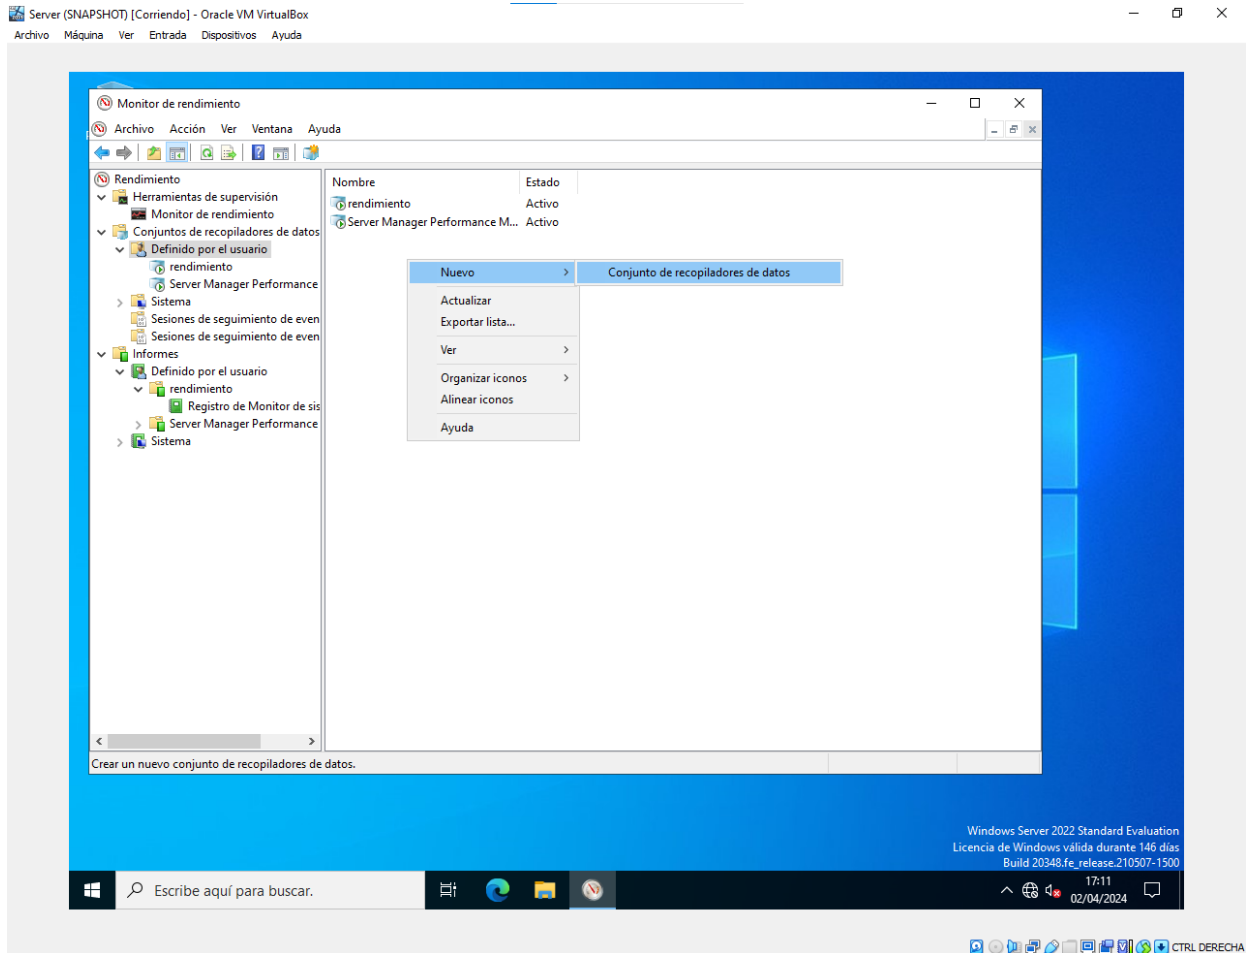 Server (SNAPSHOT) [Corriendo] - Oracle VM VirtualBox
Archivo Máquina Ver Entrada Dispositivos Ayuda
Monitor de rendimiento
Archivo Acción Ver Ventana Ayuda
Rendimiento
Herramientas de supervisión
Monitor de rendimiento
Conjuntos de recopiladores de datos
Definido por el usuario
rendimiento
Server Manager Performance
Sistema
Sesiones de seguimiento de even
Sesiones de seguimiento de even
Informes
Definido por el usuario
rendimiento
Registro de Monitor de sis
Server Manager Performance
Sistema
Nombre Estado
rendimiento Activo
Server Manager Performance M... Activo
Nuevo
Conjunto de recopiladores de datos
Actualizar
Exportar lista...
Ver
Organizar iconos
Alinear iconos
Ayuda
Crear un nuevo conjunto de recopiladores de datos.
Windows Server 2022 Standard Evaluation
Licencia de Windows válida durante 146 días
Build 20348.fe_release.210507-1500
Escribe aquí para buscar.
17:11
02/04/2024
CTRL DERECHA